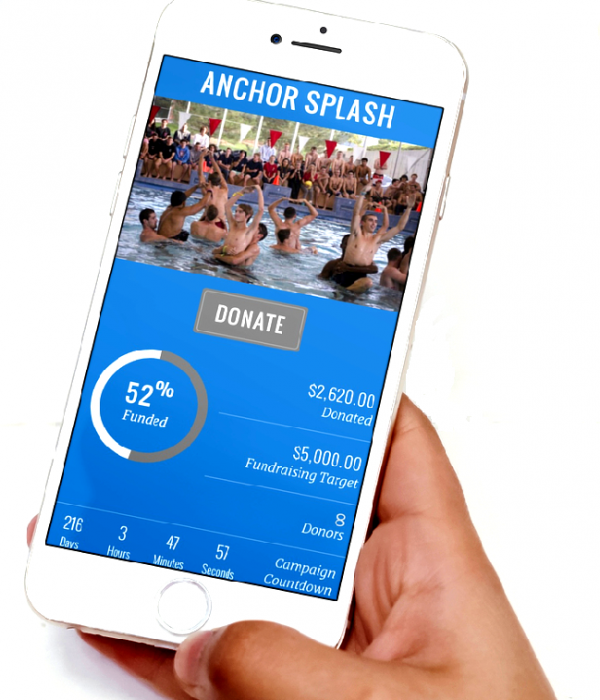 ANCHOR SPLASH
DONATE
52%
Funded
$2,620.00
Donated
$5,000.00
Fundraising Target
8
Donors
216 3 47 57
Days Hours Minutes Seconds
Campaign
Countdown